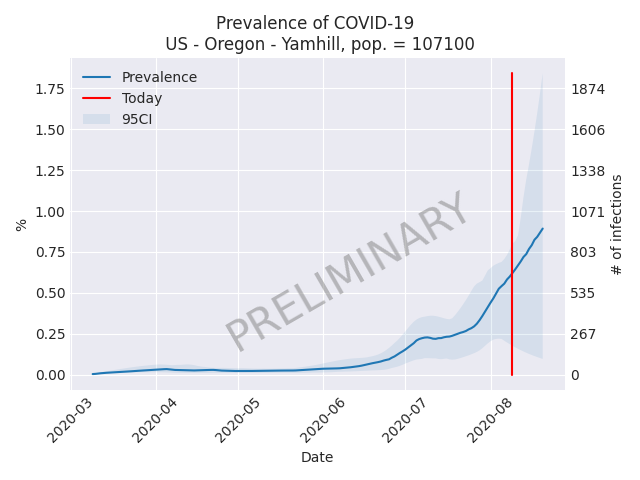 Prevalence of COVID-19
US - Oregon - Yamhill, pop. = 107100
Prevalence
Today
95CI
PRELIMINARY
%
1.75
1.50
1.25
1.00
0.75
0.50
0.25
0.00
1874
1606
1338
1071
803
535
267
0
# of infections
2020-03
2020-04
2020-05
2020-06
2020-07
2020-08
Date